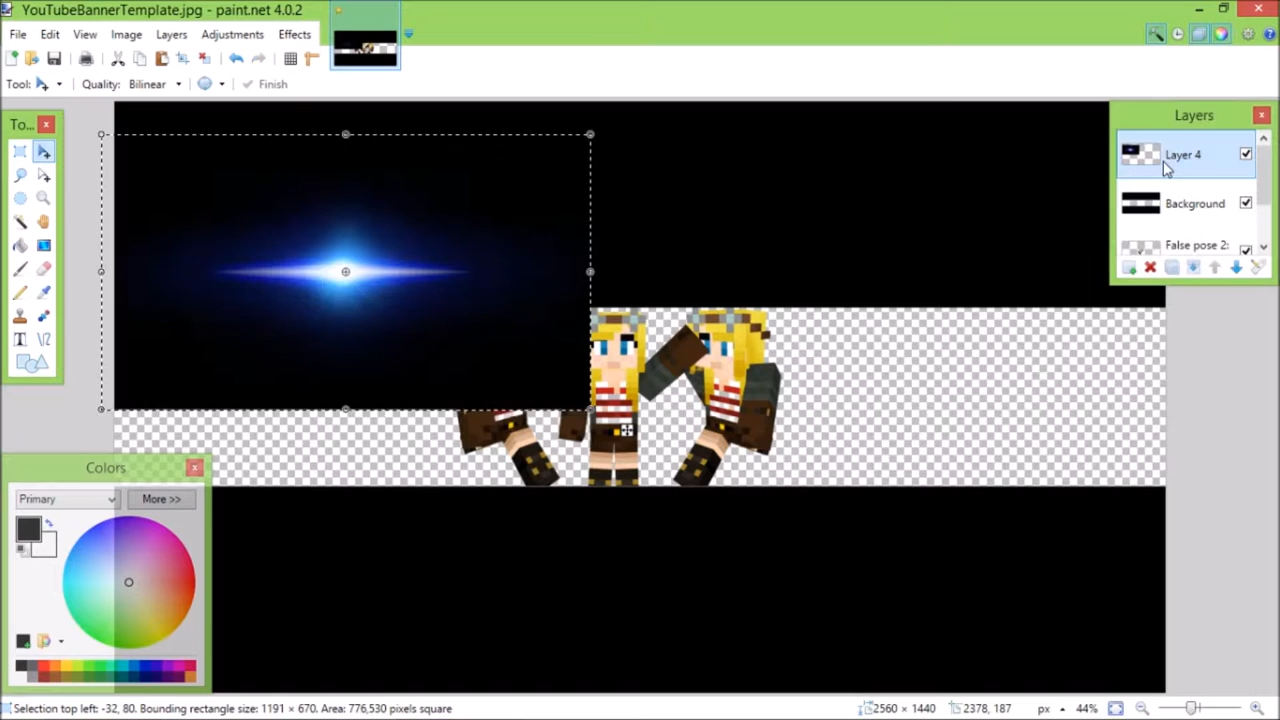 YouTubeBannerTemplate.jpg - paint.net 4.0.2
File Edit View Image Layers Adjustments Effects
Tool: Quality: Bilinear Finish
To...
Layers
Layer 4
Background
False pose 2:
Colors
Primary More >>
Selection top left: -32, 80. Bounding rectangle size: 1191 × 670. Area: 776,530 pixels square 2560 × 1440 2378, 187 px 44%